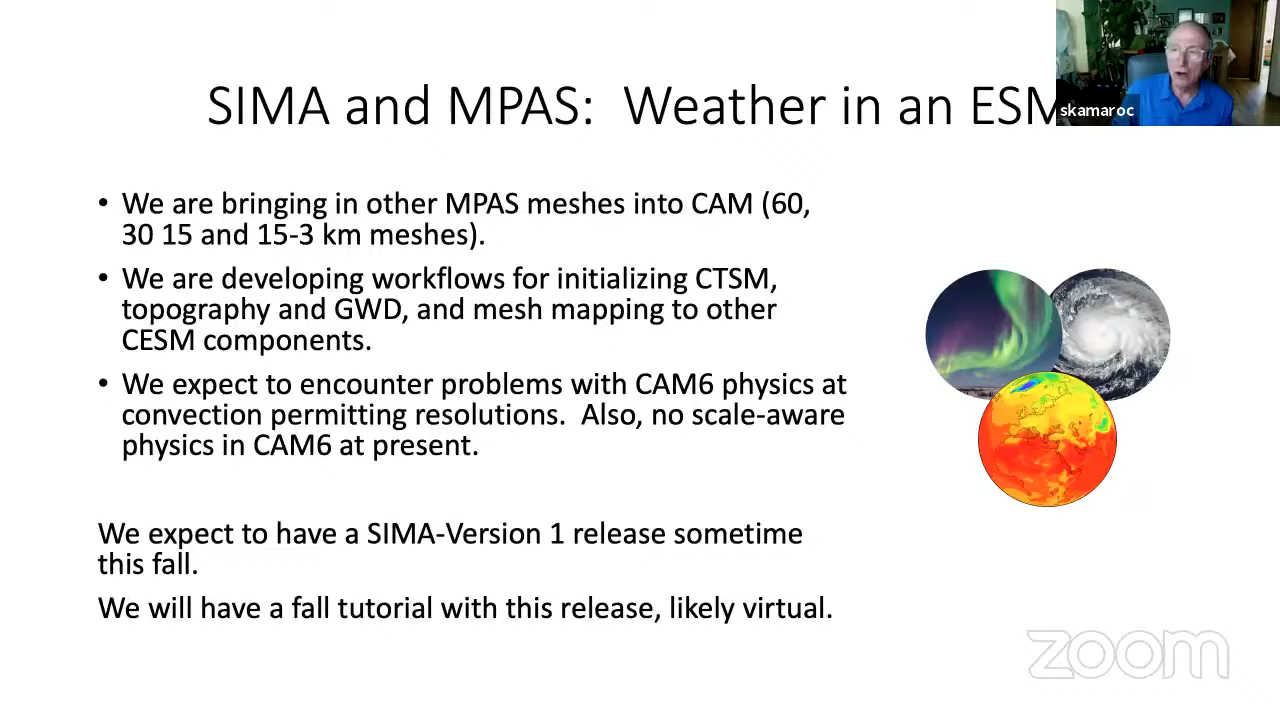 SIMA and MPAS:  Weather in an ESM
skamaroc
• We are bringing in other MPAS meshes into CAM (60,
30 15 and 15-3 km meshes).
• We are developing workflows for initializing CTSM,
topography and GWD, and mesh mapping to other
CESM components.
• We expect to encounter problems with CAM6 physics at
convection permitting resolutions.  Also, no scale-aware
physics in CAM6 at present.
We expect to have a SIMA-Version 1 release sometime
this fall.
We will have a fall tutorial with this release, likely virtual.
zoom